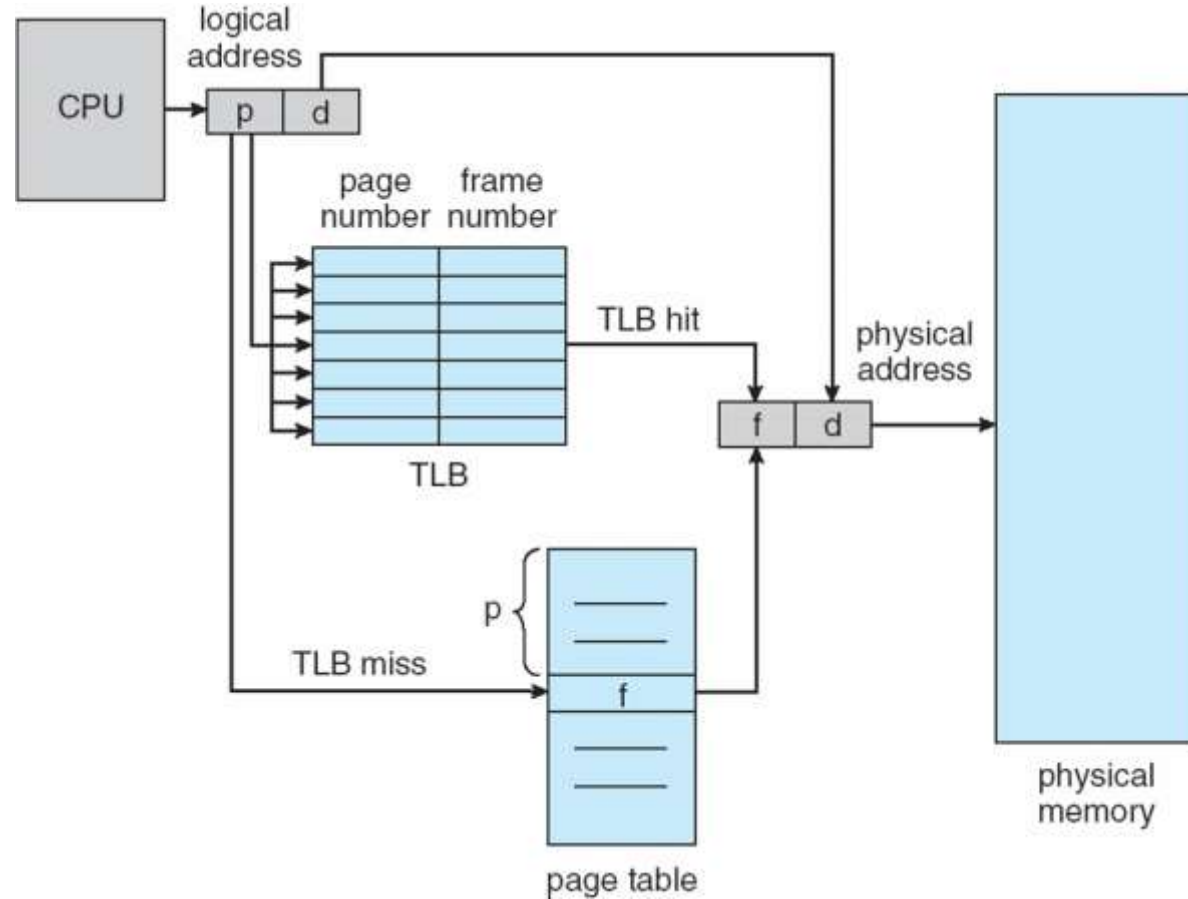 logical
address
CPU
p d
page frame
number number
TLB hit
physical
address
f d
TLB
p
TLB miss
f
physical
memory
page table